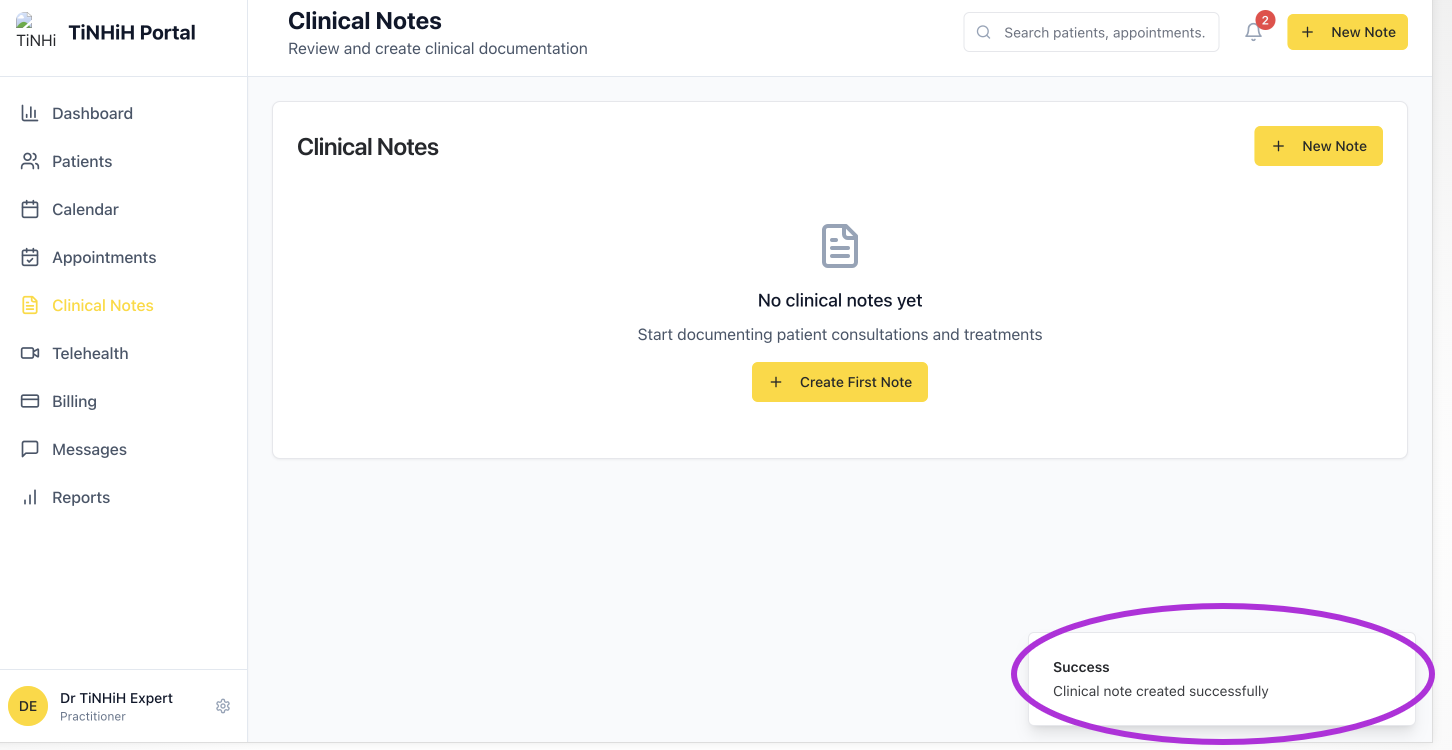 TiNHi
TiNHiH Portal
Dashboard
Patients
Calendar
Appointments
Clinical Notes
Telehealth
Billing
Messages
Reports
DE
Dr TiNHiH Expert
Practitioner
Clinical Notes
Review and create clinical documentation
Search patients, appointments.
2
New Note
Clinical Notes
New Note
No clinical notes yet
Start documenting patient consultations and treatments
Create First Note
Success
Clinical note created successfully